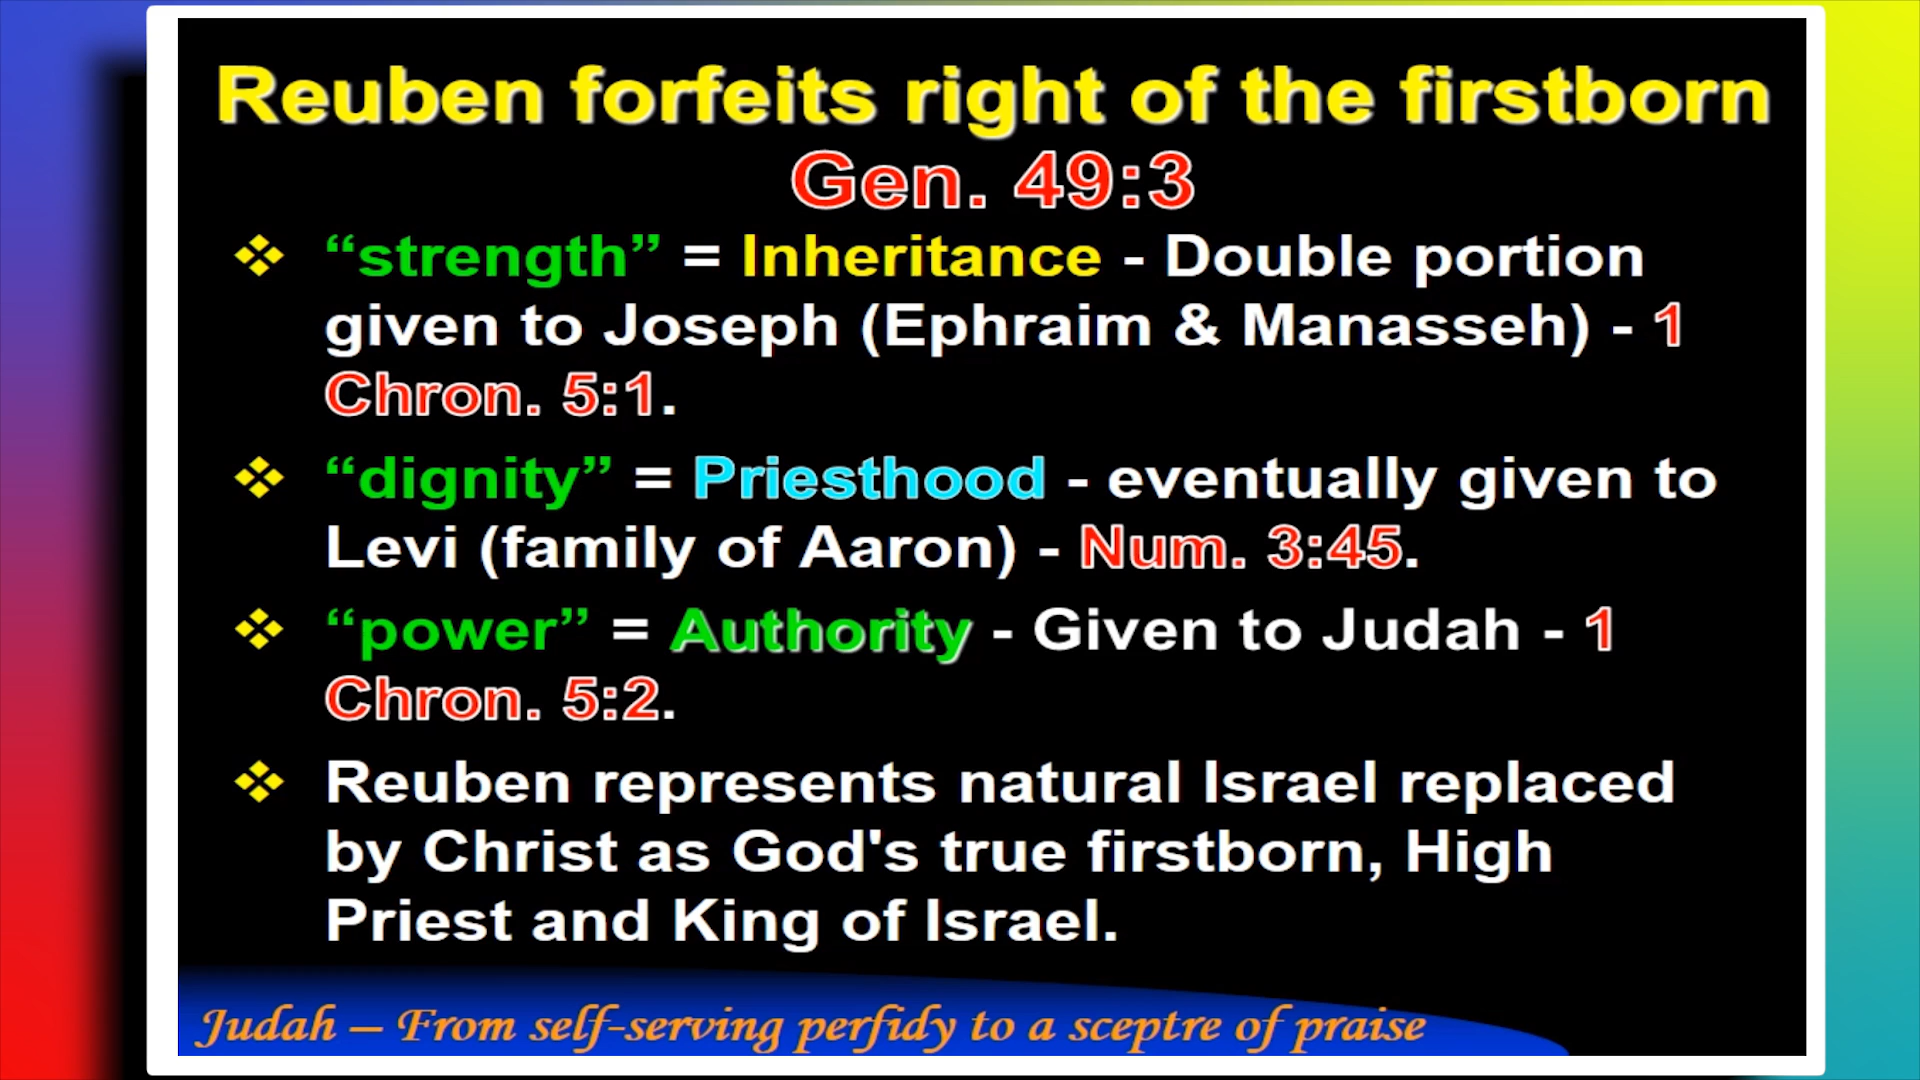 Reuben forfeits right of the firstborn
Gen. 49:3
“strength” = Inheritance - Double portion
given to Joseph (Ephraim & Manasseh) - 1
Chron. 5:1.
“dignity” = Priesthood - eventually given to
Levi (family of Aaron) - Num. 3:45.
“power” = Authority - Given to Judah - 1
Chron. 5:2.
Reuben represents natural Israel replaced
by Christ as God's true firstborn, High
Priest and King of Israel.
Judah – From self-serving perfidy to a sceptre of praise